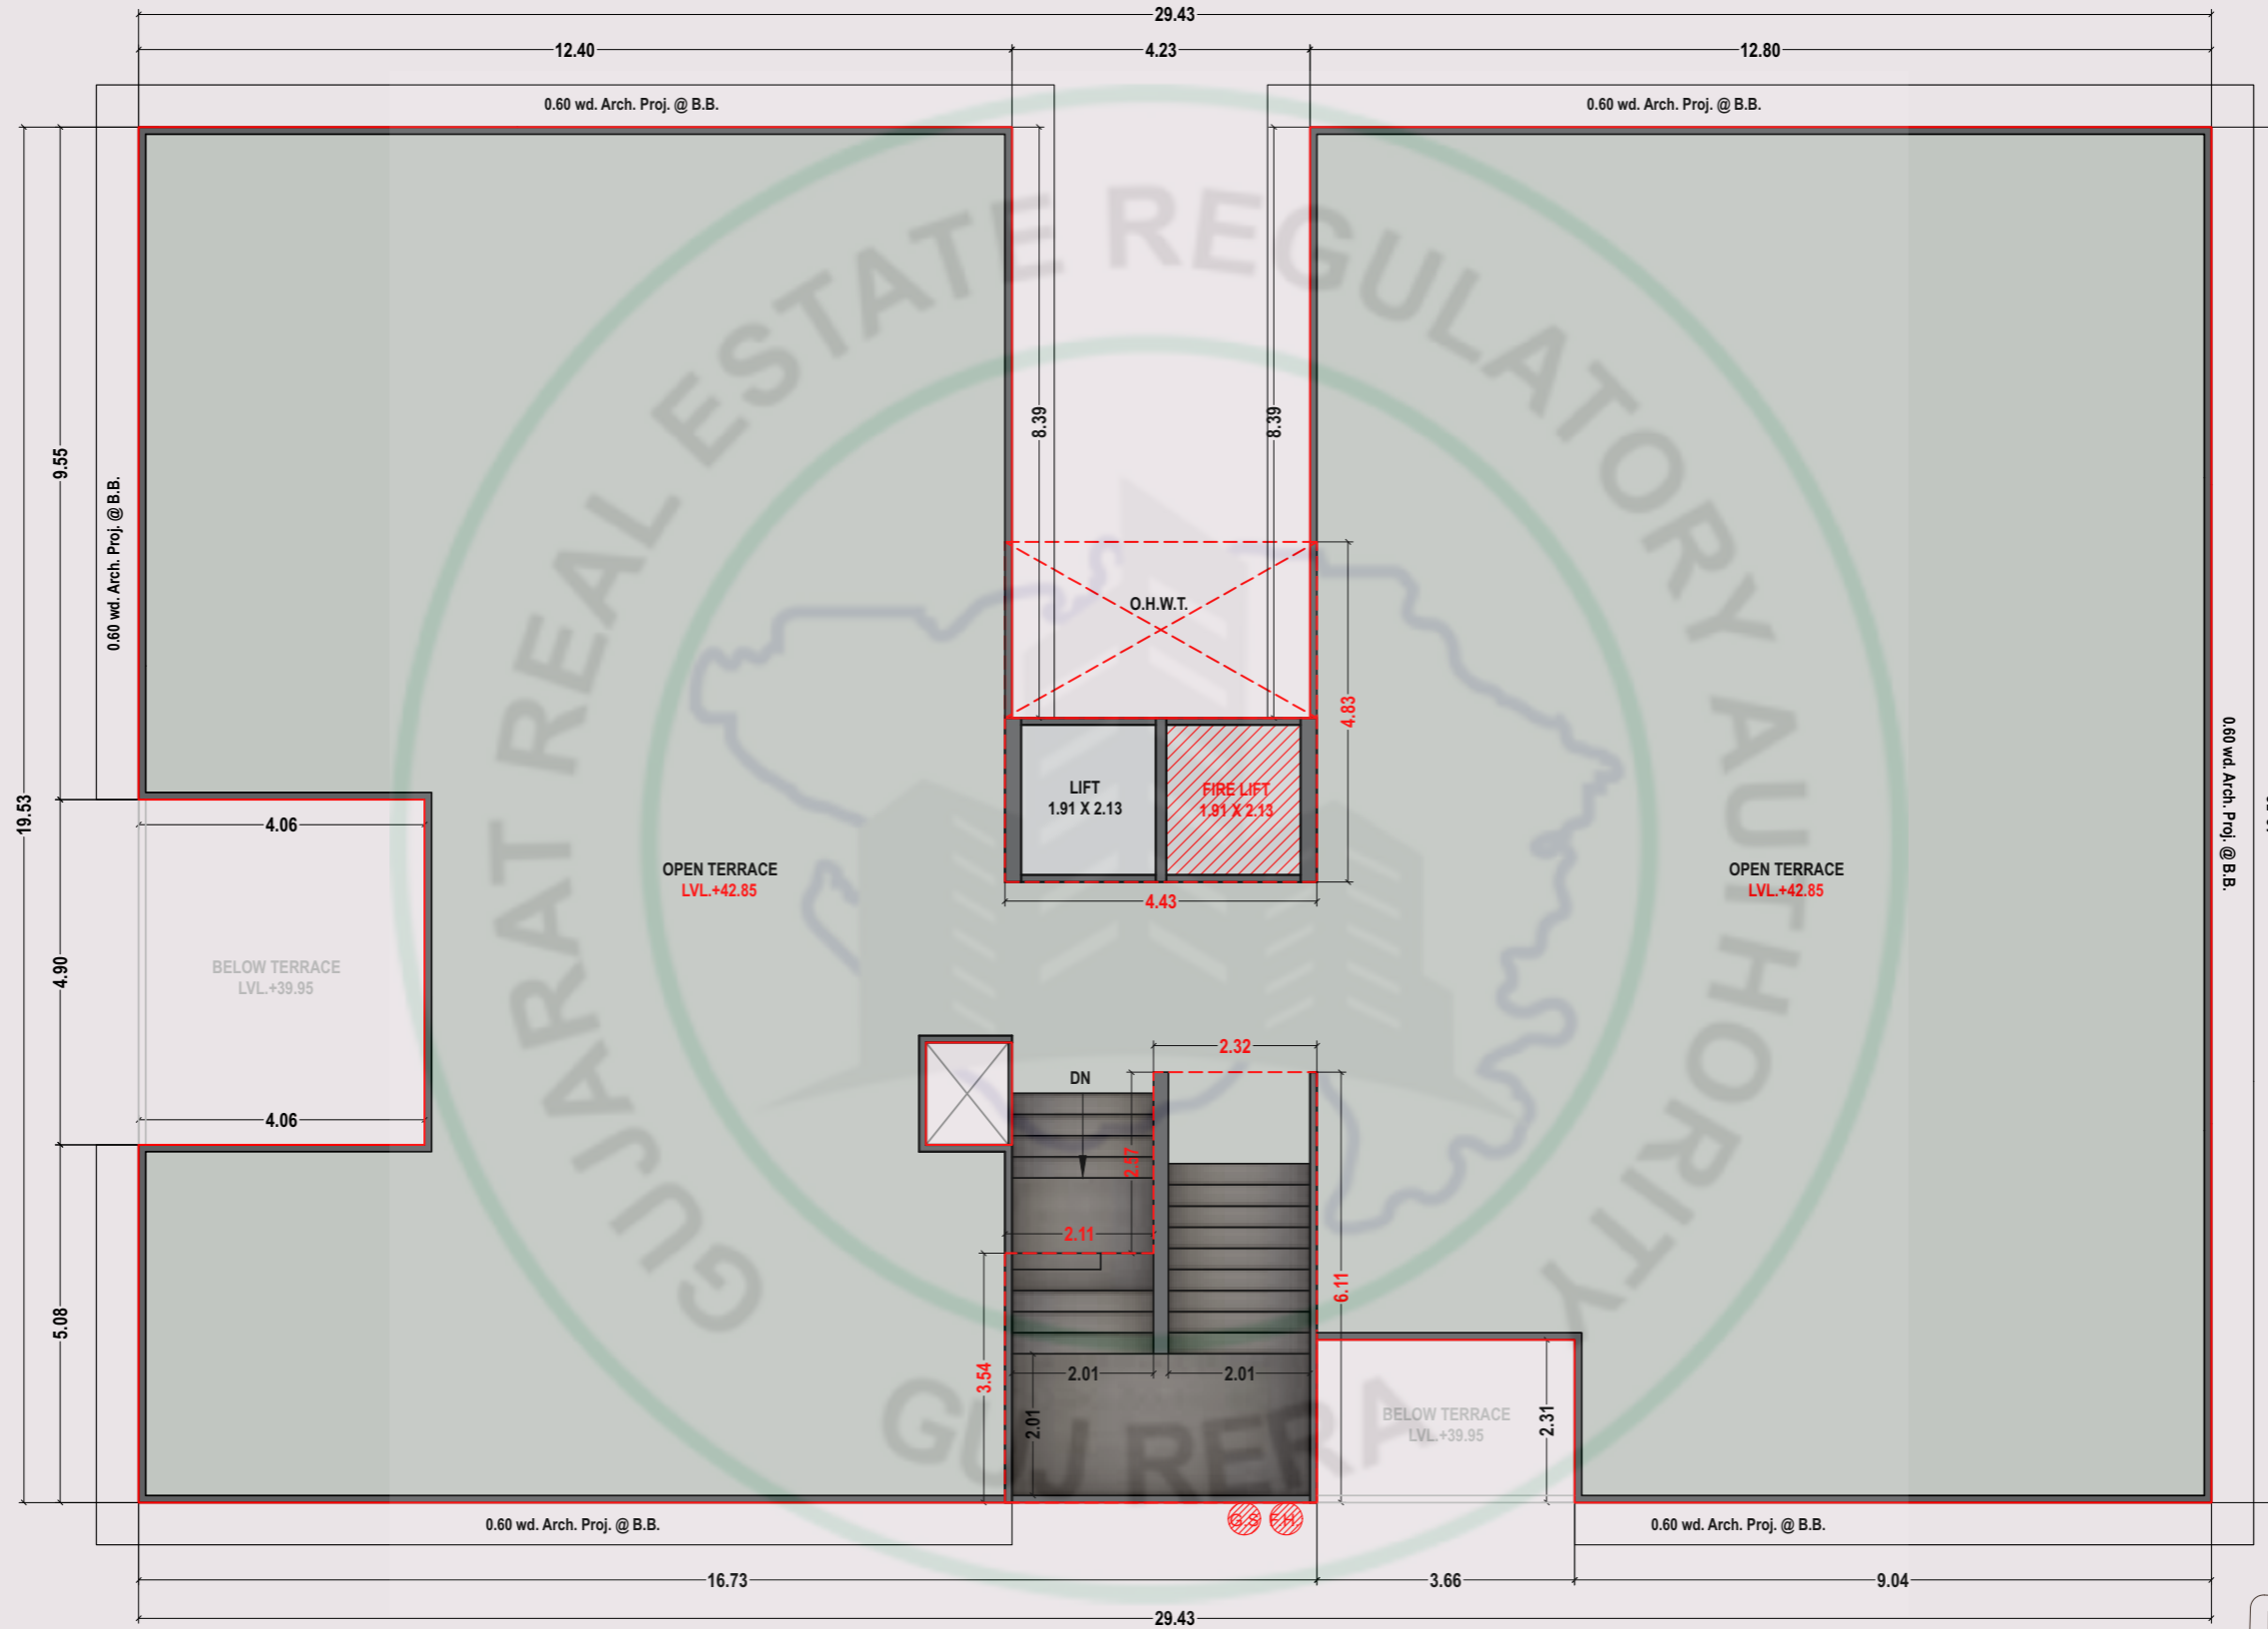 29.43
12.40
4.23
12.80
0.60 wd. Arch. Proj. @ B.B.
0.60 wd. Arch. Proj. @ B.B.
GUJARAT REAL ESTATE REGULATORY AUTHORITY
8.39
8.39
9.55
0.60 wd. Arch. Proj. @ B.B.
O.H.W.T.
4.83
19.53
4.06
LIFT
1.91 X 2.13
FIRE LIFT
1.91 X 2.13
0.60 wd. Arch. Proj. @ B.B.
OPEN TERRACE
LVL.+42.85
OPEN TERRACE
LVL.+42.85
4.43
4.90
BELOW TERRACE
LVL.+39.95
2.32
DN
4.06
2.57
2.11
6.11
5.08
3.54
2.01
2.01
2.01
BELOW TERRACE
LVL.+39.95
2.31
GUJ RERA
G.S
F.H
0.60 wd. Arch. Proj. @ B.B.
0.60 wd. Arch. Proj. @ B.B.
16.73
3.66
9.04
29.43